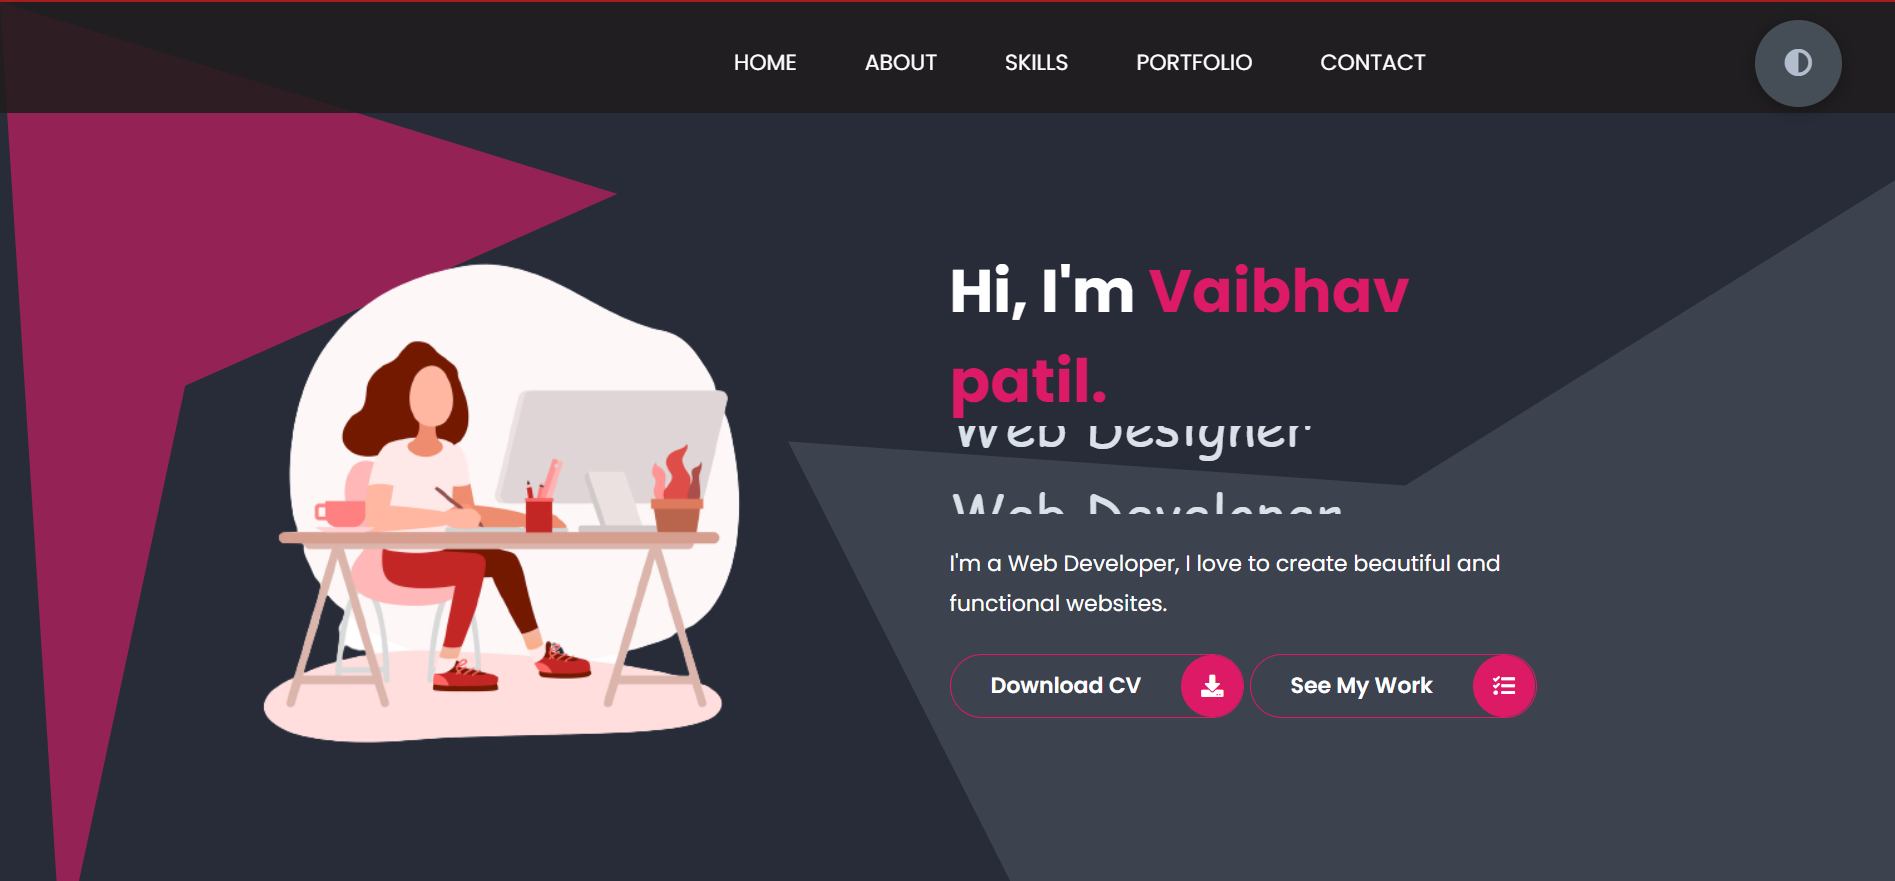 HOME ABOUT SKILLS PORTFOLIO CONTACT
Hi, I'm Vaibhav
patil.
Web Designer
Web Developer
I'm a Web Developer, I love to create beautiful and
functional websites.
Download CV See My Work